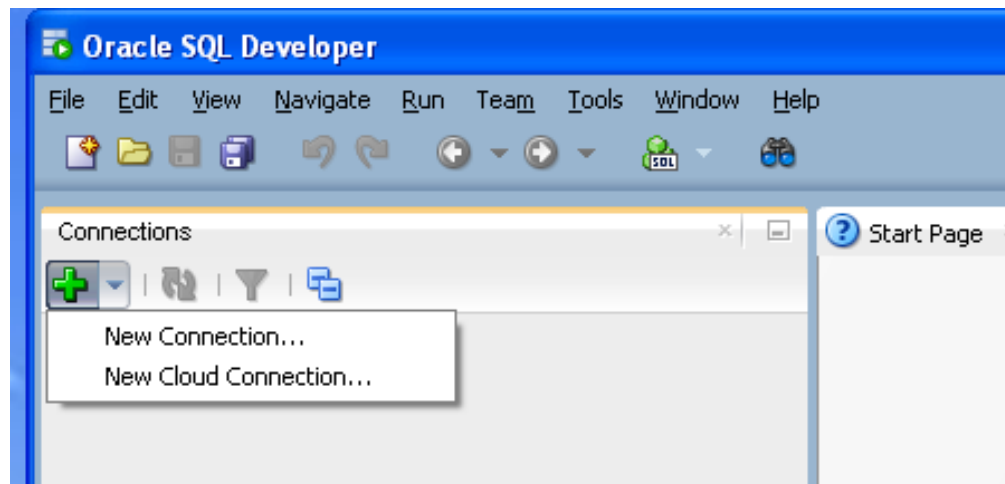 Oracle SQL Developer
File Edit View Navigate Run Team Tools Window Help
SQL
Connections
Start Page
New Connection...
New Cloud Connection...